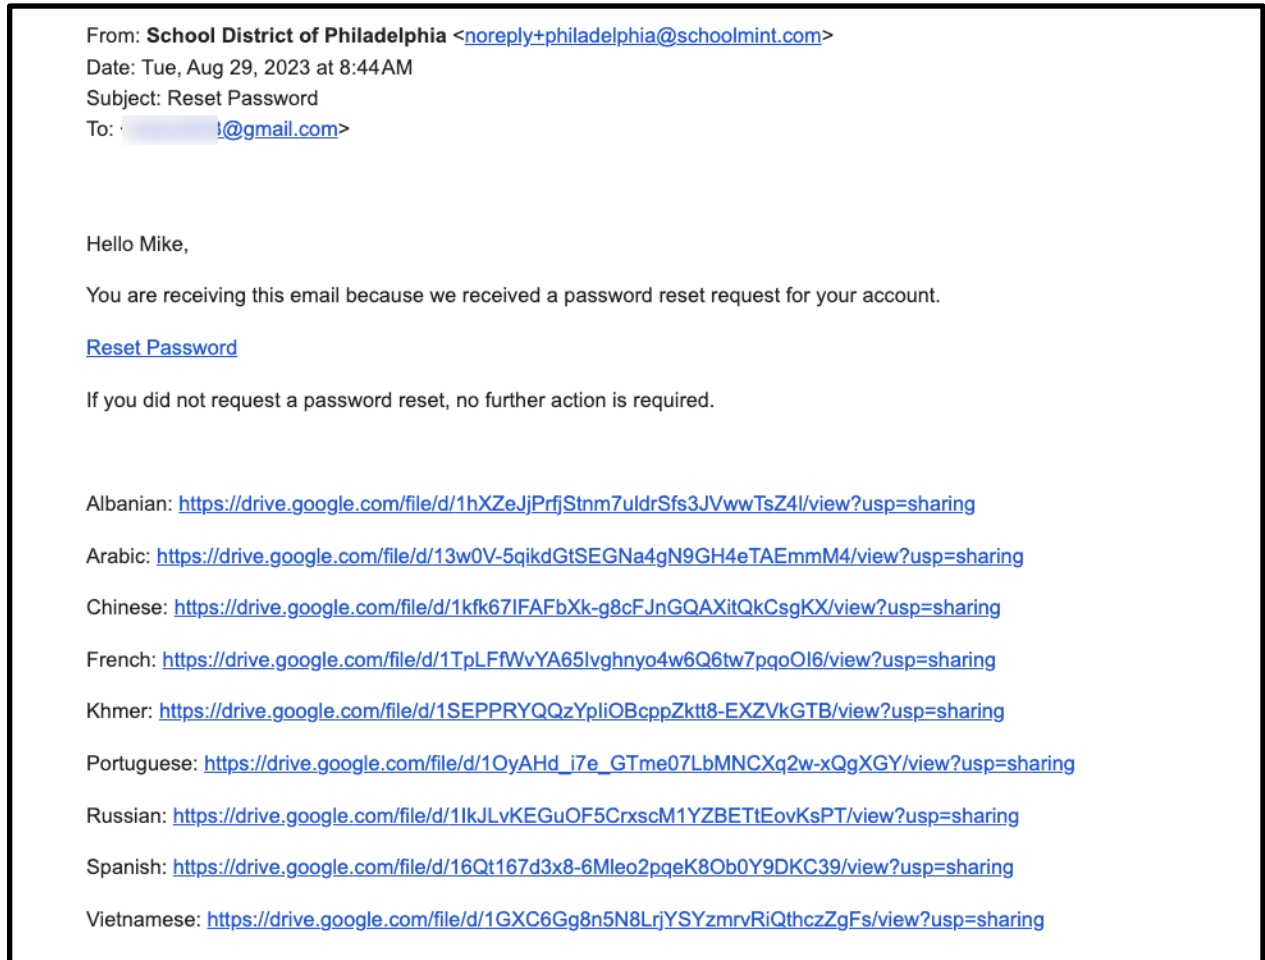 From: School District of Philadelphia <noreply+philadelphia@schoolmint.com>
Date: Tue, Aug 29, 2023 at 8:44AM
Subject: Reset Password
To: @gmail.com>
Hello Mike,
You are receiving this email because we received a password reset request for your account.
Reset Password
If you did not request a password reset, no further action is required.
Albanian: https://drive.google.com/file/d/1hXZeJjPrfjStnm7uldrSfs3JVwwTsZ4l/view?usp=sharing
Arabic: https://drive.google.com/file/d/13w0V-5qikdGtSEGNa4gN9GH4eTAEmmM4/view?usp=sharing
Chinese: https://drive.google.com/file/d/1kfk67IFAFbXk-g8cFJnGQAXitQkCsgKX/view?usp=sharing
French: https://drive.google.com/file/d/1TpLFfWvYA65Ivghnyo4w6Q6tw7pqoOI6/view?usp=sharing
Khmer: https://drive.google.com/file/d/1SEPPRYQQzYpIiOBcppZktt8-EXZVkGTB/view?usp=sharing
Portuguese: https://drive.google.com/file/d/1OyAHd_i7e_GTme07LbMNCXq2w-xQgXGY/view?usp=sharing
Russian: https://drive.google.com/file/d/1IkJLvKEGuOF5CrxscM1YZBETtEovKsPT/view?usp=sharing
Spanish: https://drive.google.com/file/d/16Qt167d3x8-6Mleo2pqeK8Ob0Y9DKC39/view?usp=sharing
Vietnamese: https://drive.google.com/file/d/1GXC6Gg8n5N8LrjYSYzmrvRiQthczZgFs/view?usp=sharing